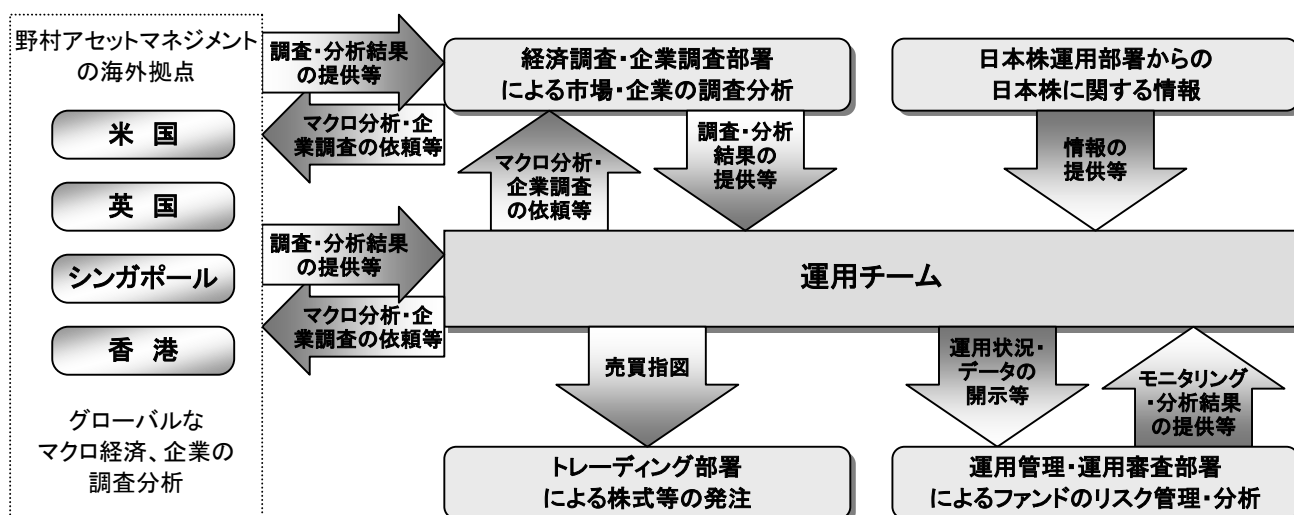 野村アセットマネジメント
の海外拠点
米 国
英 国
シンガポール
香 港
グローバルな
マクロ経済、企業の
調査分析
調査・分析結果
の提供等
マクロ分析・企
業調査の依頼等
調査・分析結果
の提供等
マクロ分析・企
業調査の依頼等
経済調査・企業調査部署
による市場・企業の調査分析
日本株運用部署からの
日本株に関する情報
マクロ分析・
企業調査
の依頼等
調査・分析
結果の
提供等
情報の
提供等
運用チーム
売買指図
運用状況・
データの
開示等
モニタリング
・分析結果
の提供等
トレーディング部署
による株式等の発注
運用管理・運用審査部署
によるファンドのリスク管理・分析